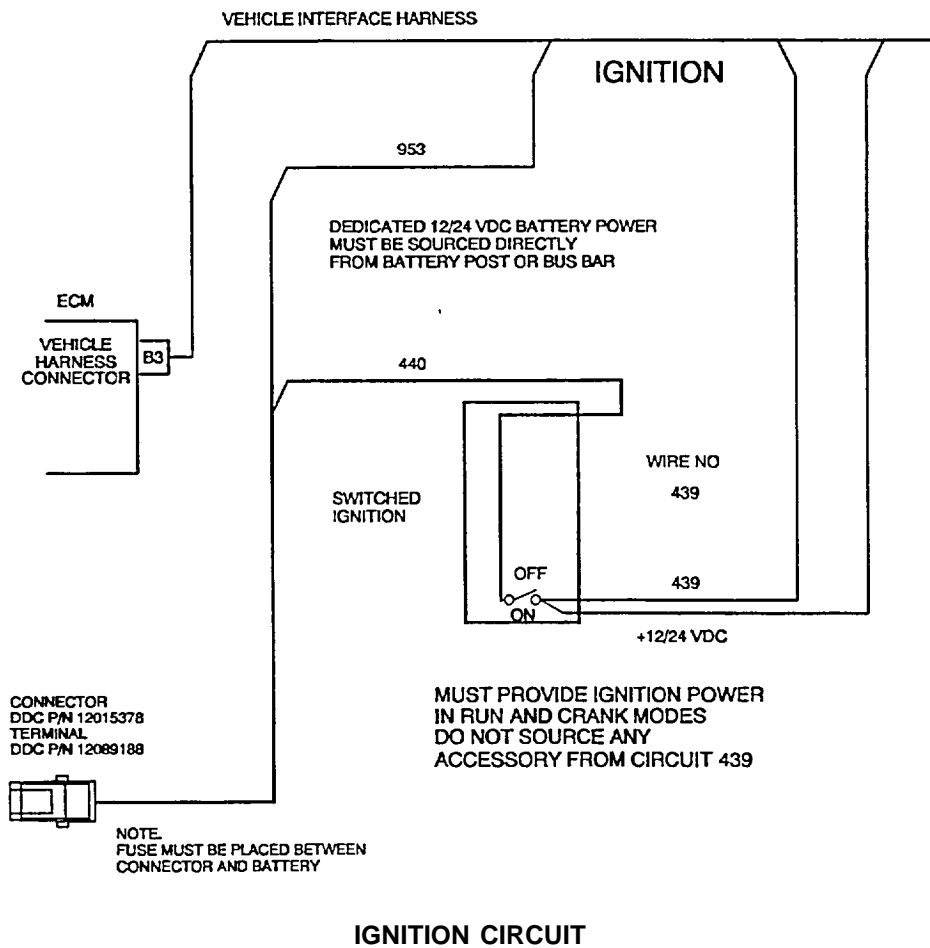 VEHICLE INTERFACE HARNESS
IGNITION
953
DEDICATED 12/24 VDC BATTERY POWER
MUST BE SOURCED DIRECTLY
FROM BATTERY POST OR BUS BAR
ECM
VEHICLE
HARNESS
CONNECTOR
B3
440
WIRE NO
439
SWITCHED
IGNITION
OFF
ON
439
+12/24 VDC
CONNECTOR
DDC P/N 12015378
TERMINAL
DDC P/N 12089188
MUST PROVIDE IGNITION POWER
IN RUN AND CRANK MODES
DO NOT SOURCE ANY
ACCESSORY FROM CIRCUIT 439
NOTE.
FUSE MUST BE PLACED BETWEEN
CONNECTOR AND BATTERY
IGNITION CIRCUIT